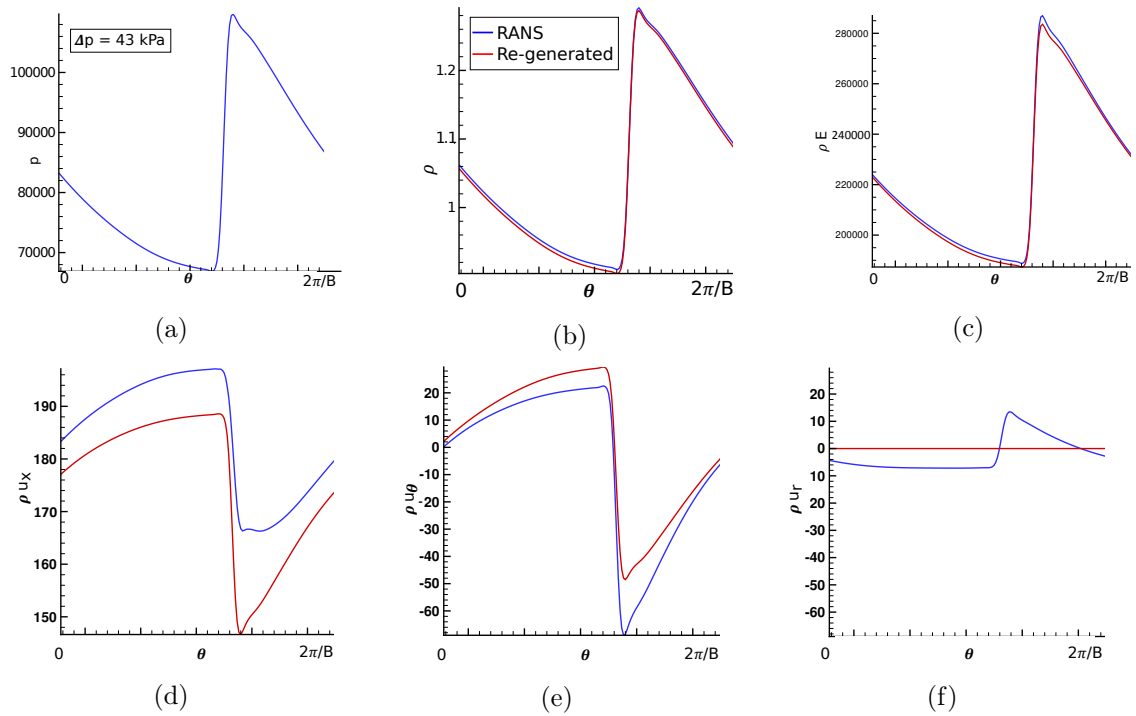 Δp = 43 kPa
100000
90000
80000
70000
p
0
θ
2π/B
(a)
RANS
Re-generated
1.2
1.1
1
ρ
0
θ
2π/B
(b)
280000
260000
240000
220000
200000
ρ E
0
θ
2π/B
(c)
190
180
170
160
150
ρ ux
0
θ
2π/B
(d)
20
10
0
-10
-20
-30
-40
-50
-60
ρ uθ
0
θ
2π/B
(e)
20
10
0
10
-10
-20
-30
-40
-50
-60
ρ ur
0
θ
2π/B
(f)